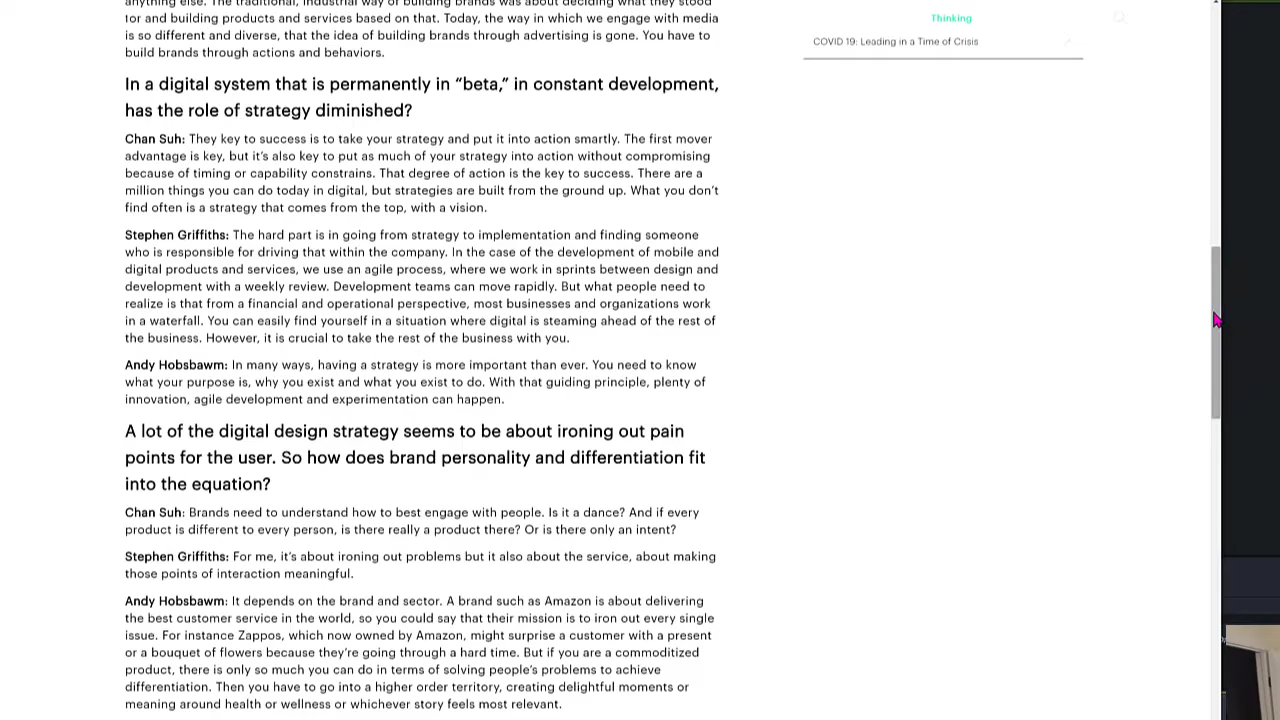 anything else. The traditional, industrial way of building brands was about deciding what they stood
for and building products and services based on that. Today, the way in which we engage with media
is so different and diverse, that the idea of building brands through advertising is gone. You have to
build brands through actions and behaviors.
In a digital system that is permanently in “beta,” in constant development,
has the role of strategy diminished?
Chan Suh: They key to success is to take your strategy and put it into action smartly. The first mover
advantage is key, but it’s also key to put as much of your strategy into action without compromising
because of timing or capability constrains. That degree of action is the key to success. There are a
million things you can do today in digital, but strategies are built from the ground up. What you don’t
find often is a strategy that comes from the top, with a vision.
Stephen Griffiths: The hard part is in going from strategy to implementation and finding someone
who is responsible for driving that within the company. In the case of the development of mobile and
digital products and services, we use an agile process, where we work in sprints between design and
development with a weekly review. Development teams can move rapidly. But what people need to
realize is that from a financial and operational perspective, most businesses and organizations work
in a waterfall. You can easily find yourself in a situation where digital is steaming ahead of the rest of
the business. However, it is crucial to take the rest of the business with you.
Andy Hobsbawm: In many ways, having a strategy is more important than ever. You need to know
what your purpose is, why you exist and what you exist to do. With that guiding principle, plenty of
innovation, agile development and experimentation can happen.
A lot of the digital design strategy seems to be about ironing out pain
points for the user. So how does brand personality and differentiation fit
into the equation?
Chan Suh: Brands need to understand how to best engage with people. Is it a dance? And if every
product is different to every person, is there really a product there? Or is there only an intent?
Stephen Griffiths: For me, it’s about ironing out problems but it also about the service, about making
those points of interaction meaningful.
Andy Hobsbawm: It depends on the brand and sector. A brand such as Amazon is about delivering
the best customer service in the world, so you could say that their mission is to iron out every single
issue. For instance Zappos, which now owned by Amazon, might surprise a customer with a present
or a bouquet of flowers because they’re going through a hard time. But if you are a commoditized
product, there is only so much you can do in terms of solving people’s problems to achieve
differentiation. Then you have to go into a higher order territory, creating delightful moments or
meaning around health or wellness or whichever story feels most relevant.
Thinking
COVID 19: Leading in a Time of Crisis